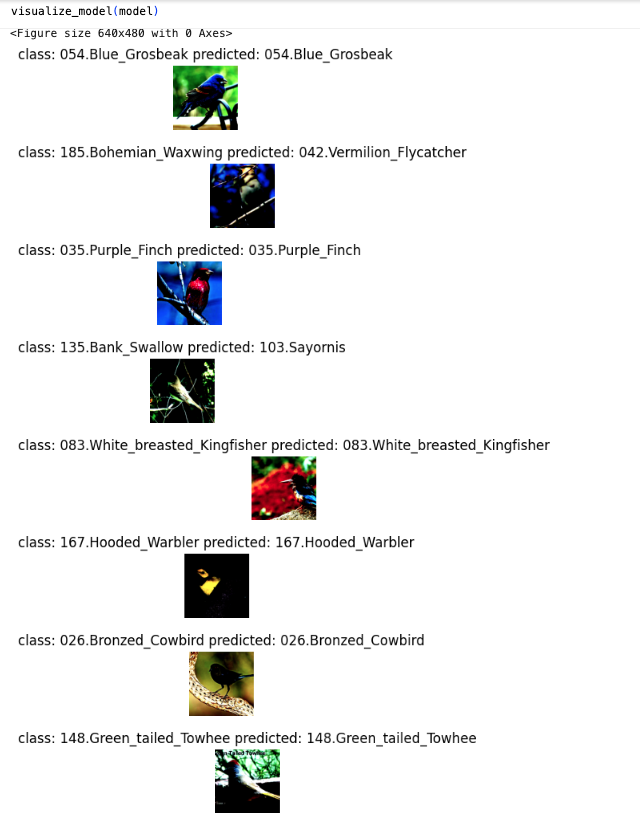 visualize_model(model)
<Figure size 640x480 with 0 Axes>
class: 054.Blue_Grosbeak predicted: 054.Blue_Grosbeak
class: 185.Bohemian_Waxwing predicted: 042.Vermilion_Flycatcher
class: 035.Purple_Finch predicted: 035.Purple_Finch
class: 135.Bank_Swallow predicted: 103.Sayornis
class: 083.White_breasted_Kingfisher predicted: 083.White_breasted_Kingfisher
class: 167.Hooded_Warbler predicted: 167.Hooded_Warbler
class: 026.Bronzed_Cowbird predicted: 026.Bronzed_Cowbird
class: 148.Green_tailed_Towhee predicted: 148.Green_tailed_Towhee